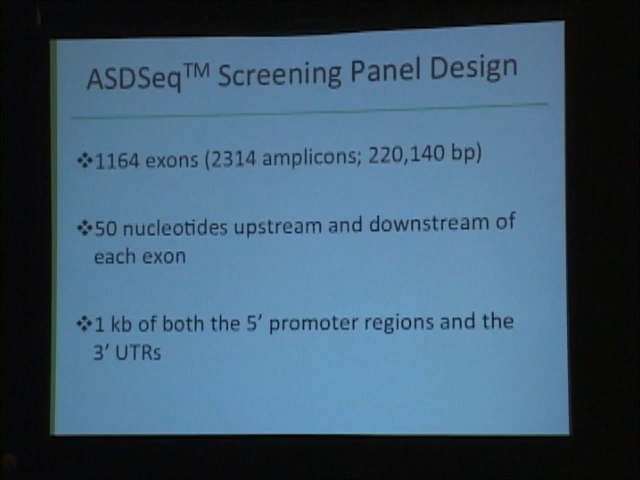 ASDSeq™ Screening Panel Design
❖1164 exons (2314 amplicons; 220,140 bp)
❖50 nucleotides upstream and downstream of
each exon
❖1 kb of both the 5’ promoter regions and the
3’ UTRs